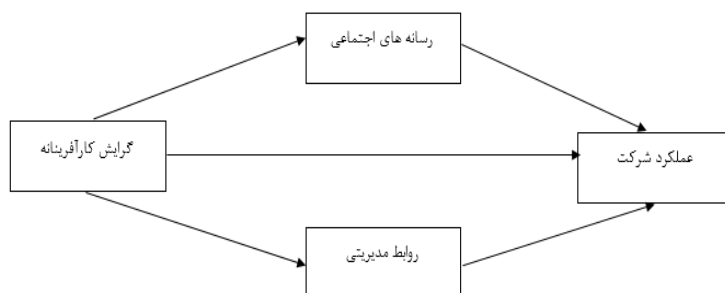 رسانه های اجتماعی
گرایش کارآفرینانه
عملکرد شرکت
روابط مدیریتی